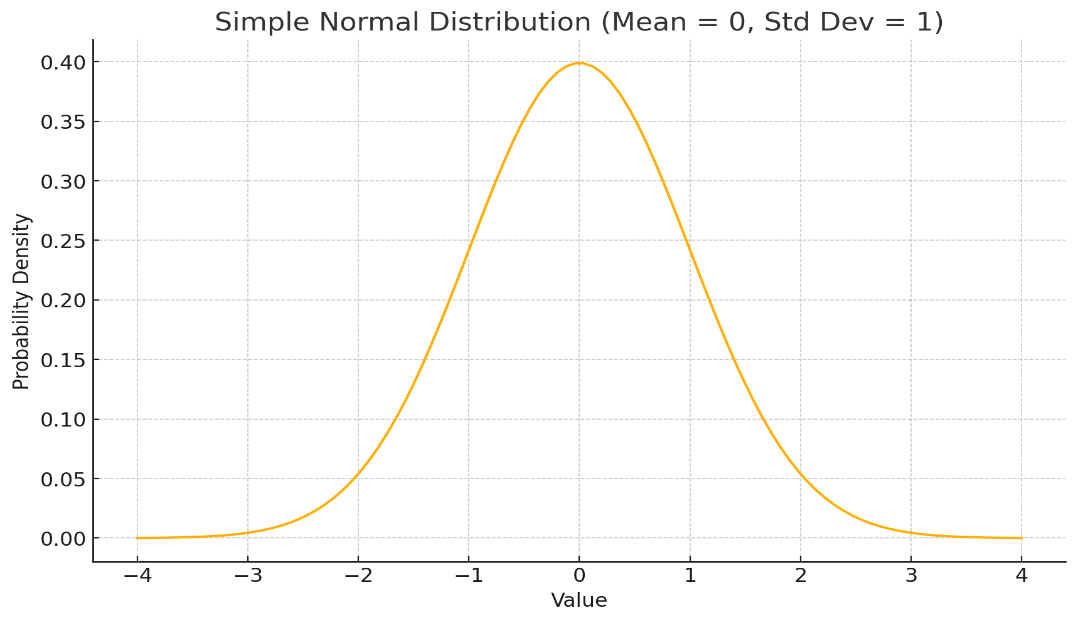 Simple Normal Distribution (Mean = 0, Std Dev = 1)
Probability Density
0.40
0.35
0.30
0.25
0.20
0.15
0.10
0.05
0.00
−4 −3 −2 −1 0 1 2 3 4
Value